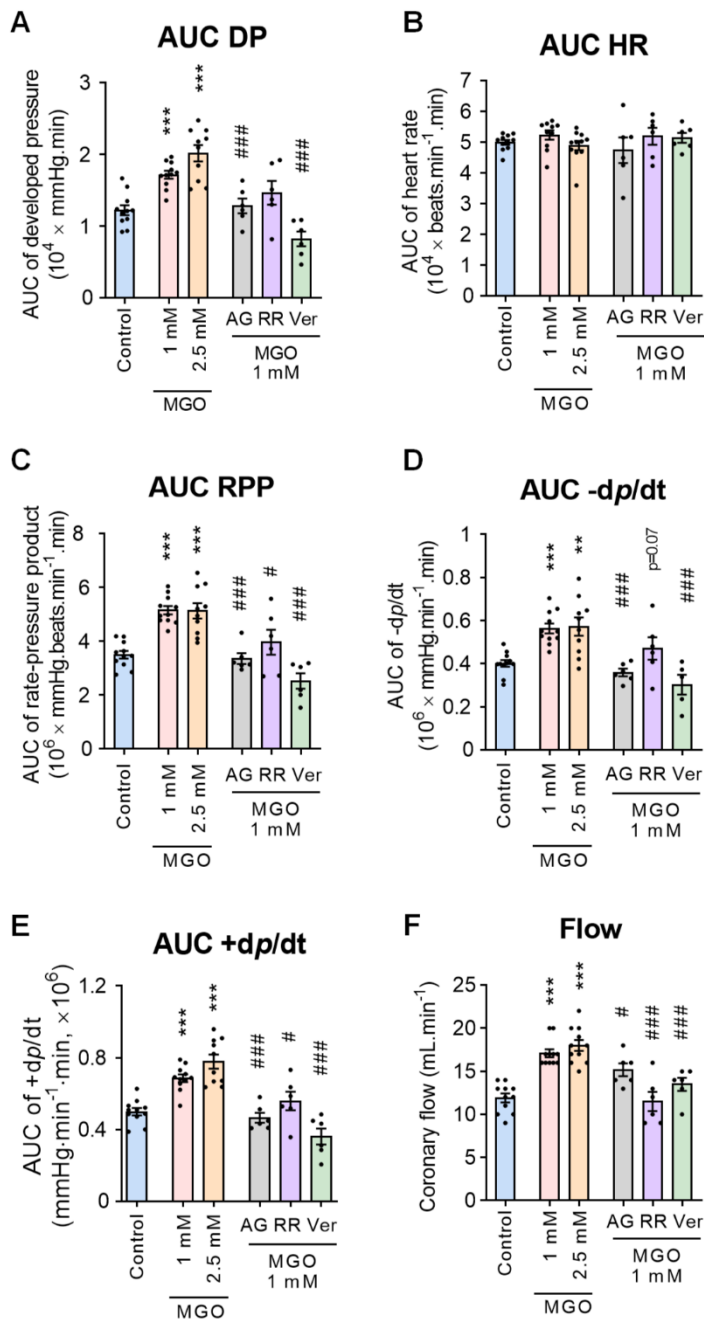 A
AUC DP
AUC of developed pressure
(10⁴ × mmHg.min)
3
2
1
0
***
***
###
###
Control
1 mM
2.5 mM
MGO
AG RR Ver
MGO
1 mM
B
AUC HR
AUC of heart rate
(10⁴ × beats.min⁻¹.min)
8
7
6
5
4
3
2
1
0
Control
1 mM
2.5 mM
MGO
AG RR Ver
MGO
1 mM
C
AUC RPP
AUC of rate-pressure product
(10⁶ × mmHg.beats.min⁻¹.min)
8
6
4
2
0
***
***
###
#
###
Control
1 mM
2.5 mM
MGO
AG RR Ver
MGO
1 mM
D
AUC -dp/dt
AUC of -dp/dt
(10⁶ × mmHg.min⁻¹.min)
1
0.8
0.6
0.4
0.2
0
***
**
###
p=0.07
###
Control
1 mM
2.5 mM
MGO
AG RR Ver
MGO
1 mM
E
AUC +dp/dt
AUC of +dp/dt
(mmHg·min⁻¹·min, ×10⁶)
1.2
0.8
0.4
0
***
***
###
#
###
Control
1 mM
2.5 mM
MGO
AG RR Ver
MGO
1 mM
F
Flow
Coronary flow (mL.min⁻¹)
25
20
15
10
5
0
***
***
#
###
###
Control
1 mM
2.5 mM
MGO
AG RR Ver
MGO
1 mM